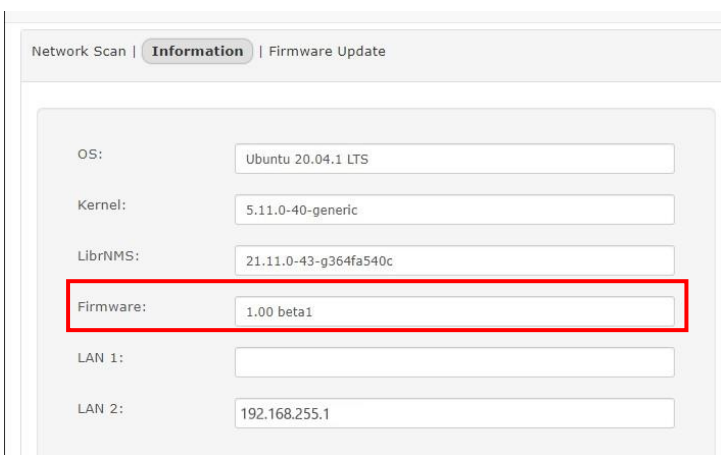 Network Scan | Information | Firmware Update
OS: Ubuntu 20.04.1 LTS
Kernel: 5.11.0-40-generic
LibrNMS: 21.11.0-43-g364fa540c
Firmware: 1.00 beta1
LAN 1:
LAN 2: 192.168.255.1